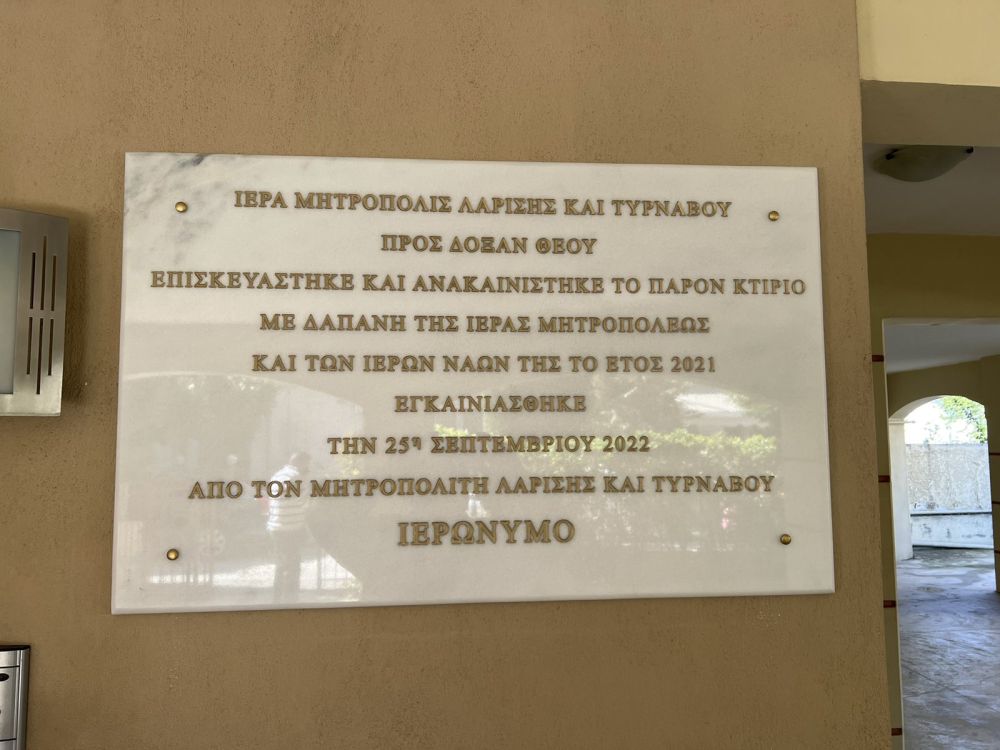 ΙΕΡΑ ΜΗΤΡΟΠΟΛΙΣ ΛΑΡΙΣΗΣ ΚΑΙ ΤΥΡΝΑΒΟΥ
ΠΡΟΣ ΔΟΞΑΝ ΘΕΟΥ
ΕΠΙΣΚΕΥΑΣΤΗΚΕ ΚΑΙ ΑΝΑΚΑΙΝΙΣΤΗΚΕ ΤΟ ΠΑΡΟΝ ΚΤΙΡΙΟ
ΜΕ ΔΑΠΑΝΗ ΤΗΣ ΙΕΡΑΣ ΜΗΤΡΟΠΟΛΕΩΣ
ΚΑΙ ΤΩΝ ΙΕΡΩΝ ΝΑΩΝ ΤΗΣ ΤΟ ΕΤΟΣ 2021
ΕΓΚΑΙΝΙΑΣΘΗΚΕ
ΤΗΝ 25η ΣΕΠΤΕΜΒΡΙΟΥ 2022
ΑΠΟ ΤΟΝ ΜΗΤΡΟΠΟΛΙΤΗ ΛΑΡΙΣΗΣ ΚΑΙ ΤΥΡΝΑΒΟΥ
ΙΕΡΩΝΥΜΟ